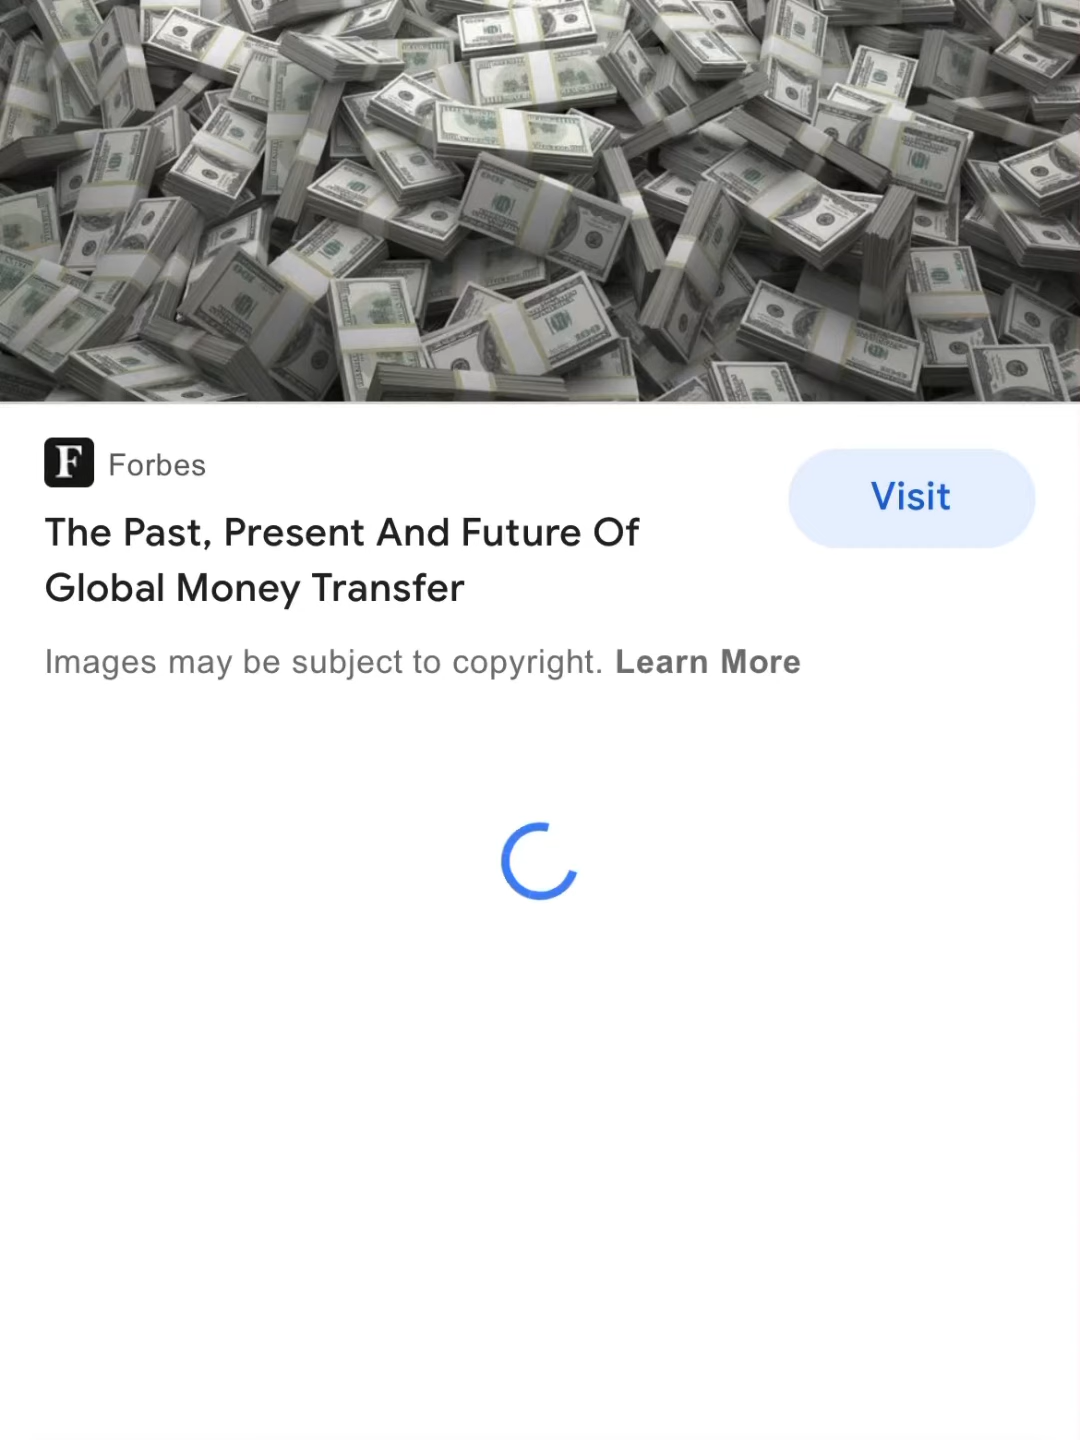 F Forbes
Visit
The Past, Present And Future Of
Global Money Transfer
Images may be subject to copyright. Learn More